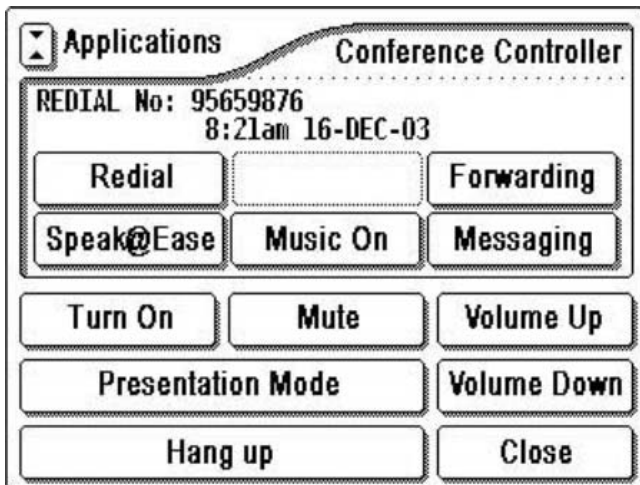 Applications
Conference Controller
REDIAL No: 95659876
8:21am 16-DEC-03
Redial
Forwarding
Speak@Ease
Music On
Messaging
Turn On
Mute
Volume Up
Presentation Mode
Volume Down
Hang up
Close